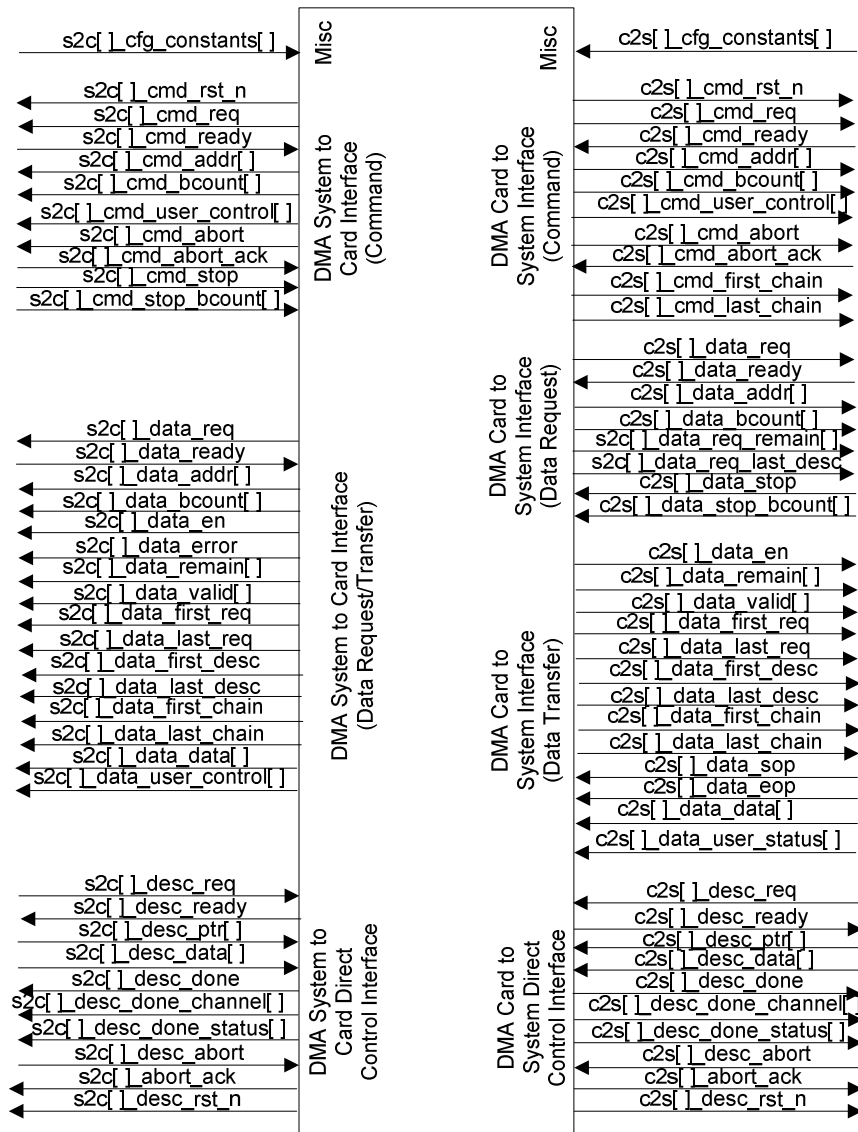 s2c[ ]_cfg_constants[ ]
s2c[ ]_cmd_rst_n
s2c[ ]_cmd_req
s2c[ ]_cmd_ready
s2c[ ]_cmd_addr[ ]
s2c[ ]_cmd_bcount[ ]
s2c[ ]_cmd_user_control[ ]
s2c[ ]_cmd_abort
s2c[ ]_cmd_abort_ack
s2c[ ]_cmd_stop
s2c[ ]_cmd_stop_bcount[ ]
s2c[ ]_data_req
s2c[ ]_data_ready
s2c[ ]_data_addr[ ]
s2c[ ]_data_bcount[ ]
s2c[ ]_data_en
s2c[ ]_data_error
s2c[ ]_data_remain[ ]
s2c[ ]_data_valid[ ]
s2c[ ]_data_first_req
s2c[ ]_data_last_req
s2c[ ]_data_first_desc
s2c[ ]_data_last_desc
s2c[ ]_data_first_chain
s2c[ ]_data_last_chain
s2c[ ]_data_data[ ]
s2c[ ]_data_user_control[ ]
s2c[ ]_desc_req
s2c[ ]_desc_ready
s2c[ ]_desc_ptr[ ]
s2c[ ]_desc_data[ ]
s2c[ ]_desc_done
s2c[ ]_desc_done_channel[ ]
s2c[ ]_desc_done_status[ ]
s2c[ ]_desc_abort
s2c[ ]_abort_ack
s2c[ ]_desc_rst_n
Misc
DMA System to
Card Interface
(Command)
DMA System to Card Interface
(Data Request/Transfer)
DMA System to
Card Direct
Control Interface
Misc
DMA Card to
System Interface
(Command)
DMA Card to
System Interface
(Data Request)
DMA Card to
System Interface
(Data Transfer)
DMA Card to
System Direct
Control Interface
c2s[ ]_cfg_constants[ ]
c2s[ ]_cmd_rst_n
c2s[ ]_cmd_req
c2s[ ]_cmd_ready
c2s[ ]_cmd_addr[ ]
c2s[ ]_cmd_bcount[ ]
c2s[ ]_cmd_user_control[ ]
c2s[ ]_cmd_abort
c2s[ ]_cmd_abort_ack
c2s[ ]_cmd_first_chain
c2s[ ]_cmd_last_chain
c2s[ ]_data_req
c2s[ ]_data_ready
c2s[ ]_data_addr[ ]
c2s[ ]_data_bcount[ ]
s2c[ ]_data_req_remain[ ]
s2c[ ]_data_req_last_desc
c2s[ ]_data_stop
c2s[ ]_data_stop_bcount[ ]
c2s[ ]_data_en
c2s[ ]_data_remain[ ]
c2s[ ]_data_valid[ ]
c2s[ ]_data_first_req
c2s[ ]_data_last_req
c2s[ ]_data_first_desc
c2s[ ]_data_last_desc
c2s[ ]_data_first_chain
c2s[ ]_data_last_chain
c2s[ ]_data_sop
c2s[ ]_data_eop
c2s[ ]_data_data[ ]
c2s[ ]_data_user_status[ ]
c2s[ ]_desc_req
c2s[ ]_desc_ready
c2s[ ]_desc_ptr[ ]
c2s[ ]_desc_data[ ]
c2s[ ]_desc_done
c2s[ ]_desc_done_channel[ ]
c2s[ ]_desc_done_status[ ]
c2s[ ]_desc_abort
c2s[ ]_abort_ack
c2s[ ]_desc_rst_n